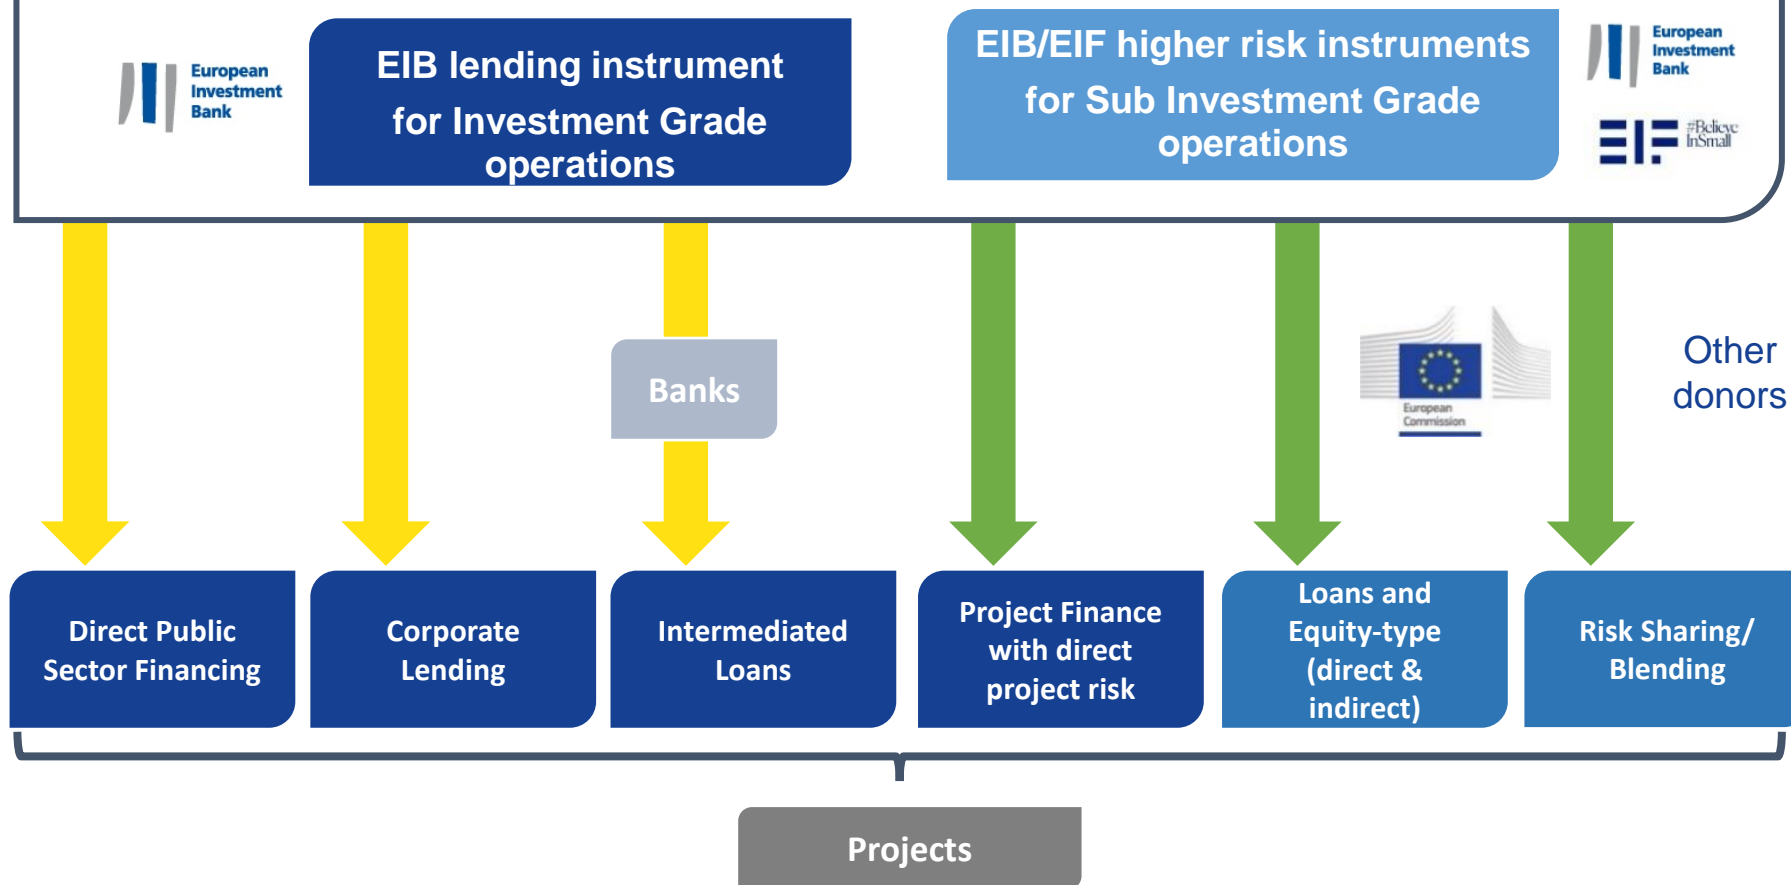 European
Investment
Bank
EIB lending instrument
for Investment Grade
operations
EIB/EIF higher risk instruments
for Sub Investment Grade
operations
European
Investment
Bank
EIF #Believe
InSmall
Banks
European
Commission
Other
donors
Direct Public
Sector Financing
Corporate
Lending
Intermediated
Loans
Project Finance
with direct
project risk
Loans and
Equity-type
(direct &
indirect)
Risk Sharing/
Blending
Projects